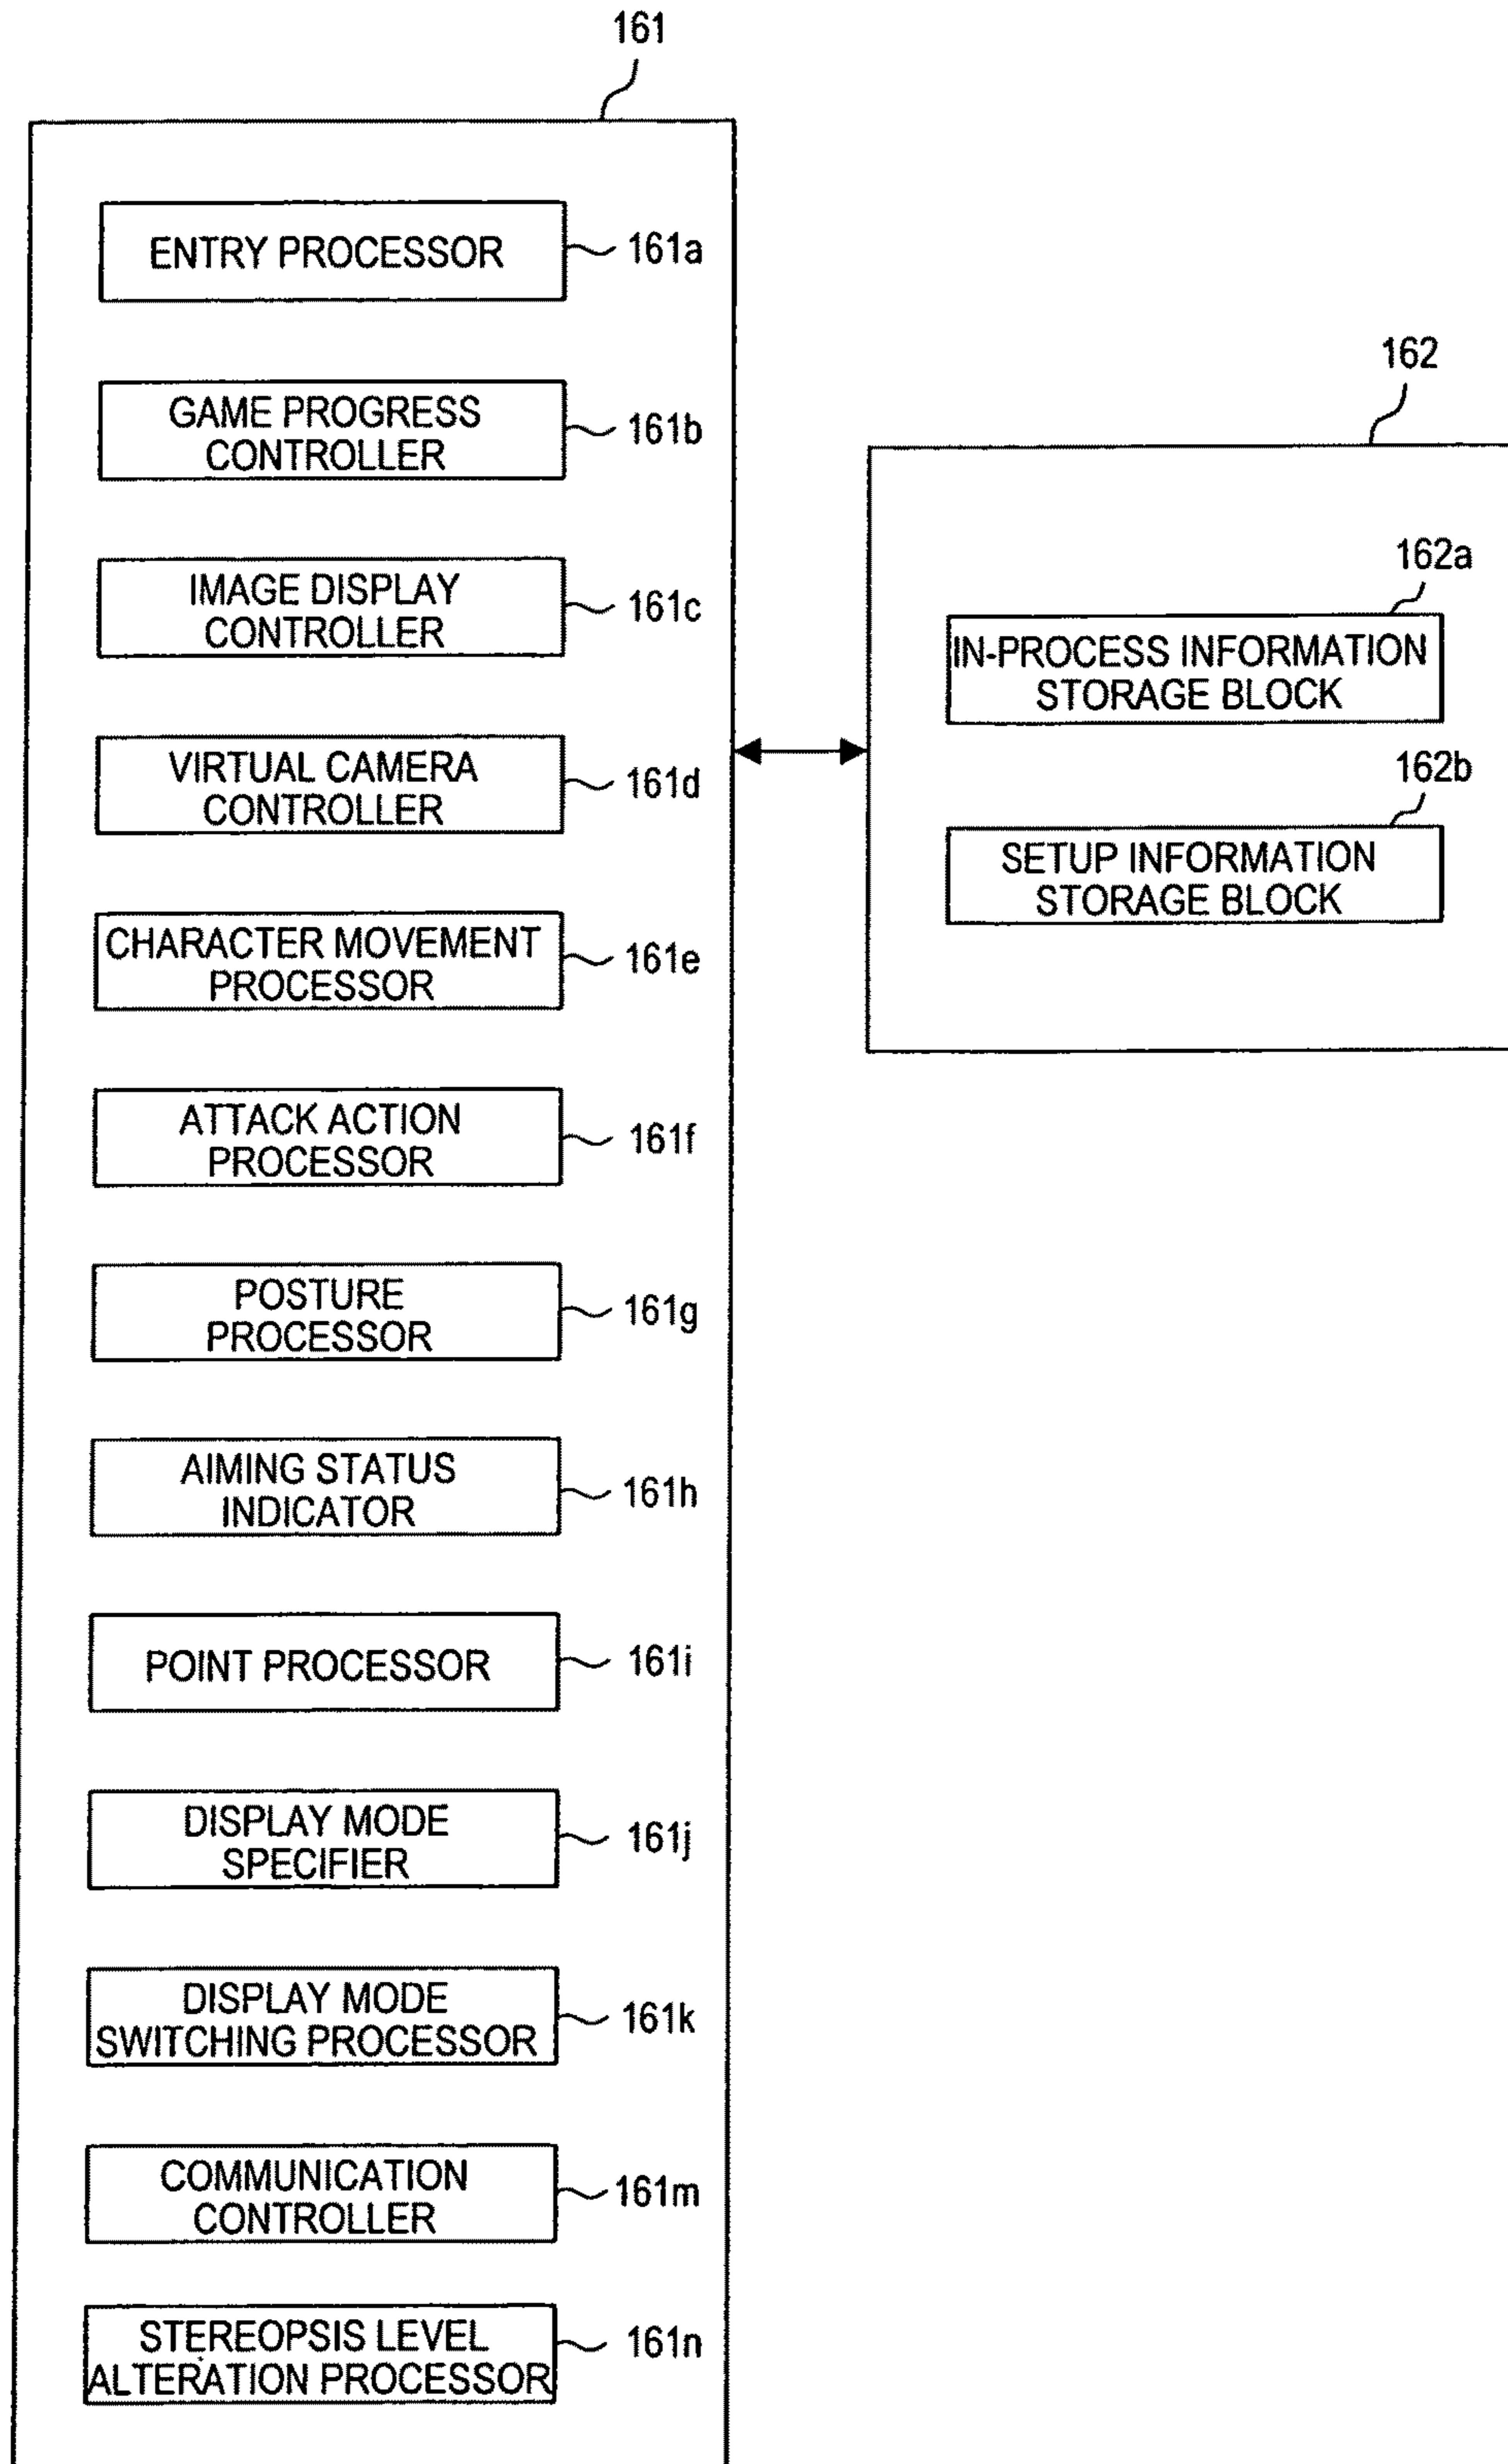 161
ENTRY PROCESSOR
161a
GAME PROGRESS
CONTROLLER
161b
IMAGE DISPLAY
CONTROLLER
161c
VIRTUAL CAMERA
CONTROLLER
161d
CHARACTER MOVEMENT
PROCESSOR
161e
ATTACK ACTION
PROCESSOR
161f
POSTURE
PROCESSOR
161g
AIMING STATUS
INDICATOR
161h
POINT PROCESSOR
161i
DISPLAY MODE
SPECIFIER
161j
DISPLAY MODE
SWITCHING PROCESSOR
161k
COMMUNICATION
CONTROLLER
161m
STEREOPSIS LEVEL
ALTERATION PROCESSOR
161n
162
162a
IN-PROCESS INFORMATION
STORAGE BLOCK
162b
SETUP INFORMATION
STORAGE BLOCK